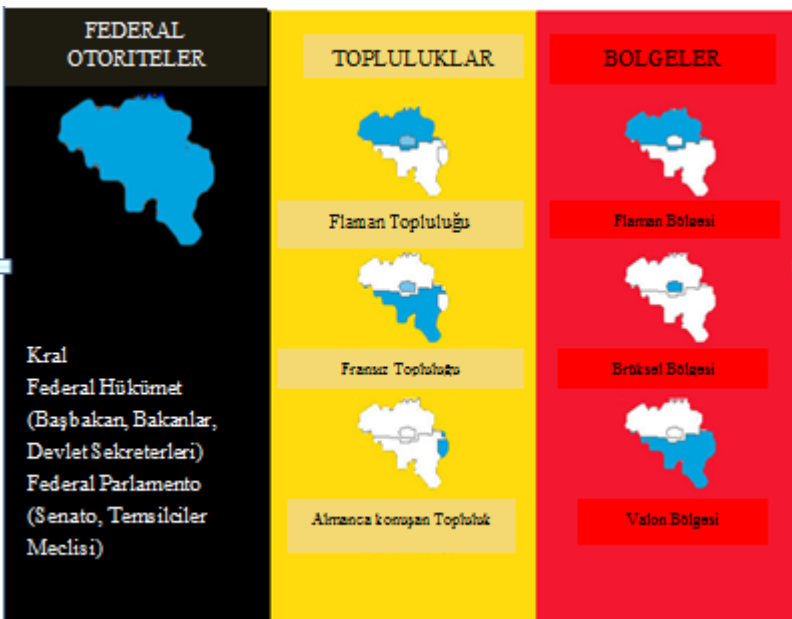 FEDERAL
OTORITELER
Kral
Federal Hükümet
(Başbakan, Bakanlar,
Devlet Sekreterleri)
Federal Parlamento
(Senato, Temsilciler
Meclisi)
TOPLULUKLAR
Flaman Topluluğu
Fransız Topluluğu
Almanca konuşan Topluluk
BOLGELER
Flaman Bölgesi
Brüksel Bölgesi
Valon Bölgesi